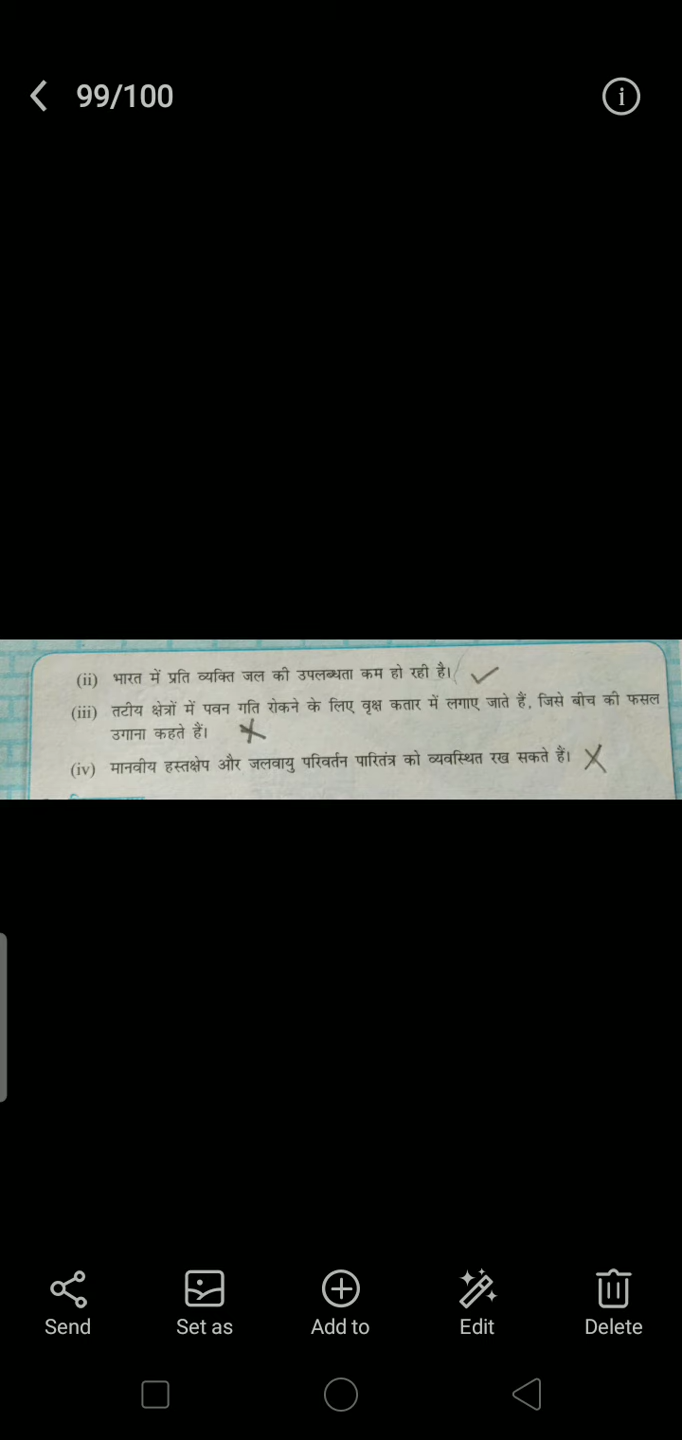 99/100
(ii) भारत में प्रति व्यक्ति जल की उपलब्धता कम हो रही है।
(iii) तटीय क्षेत्रों में पवन गति रोकने के लिए वृक्ष कतार में लगाए जाते हैं, जिसे बीच की फसल
उगाना कहते हैं।
(iv) मानवीय हस्तक्षेप और जलवायु परिवर्तन पारितंत्र को व्यवस्थित रख सकते हैं।
Send Set as Add to Edit Delete